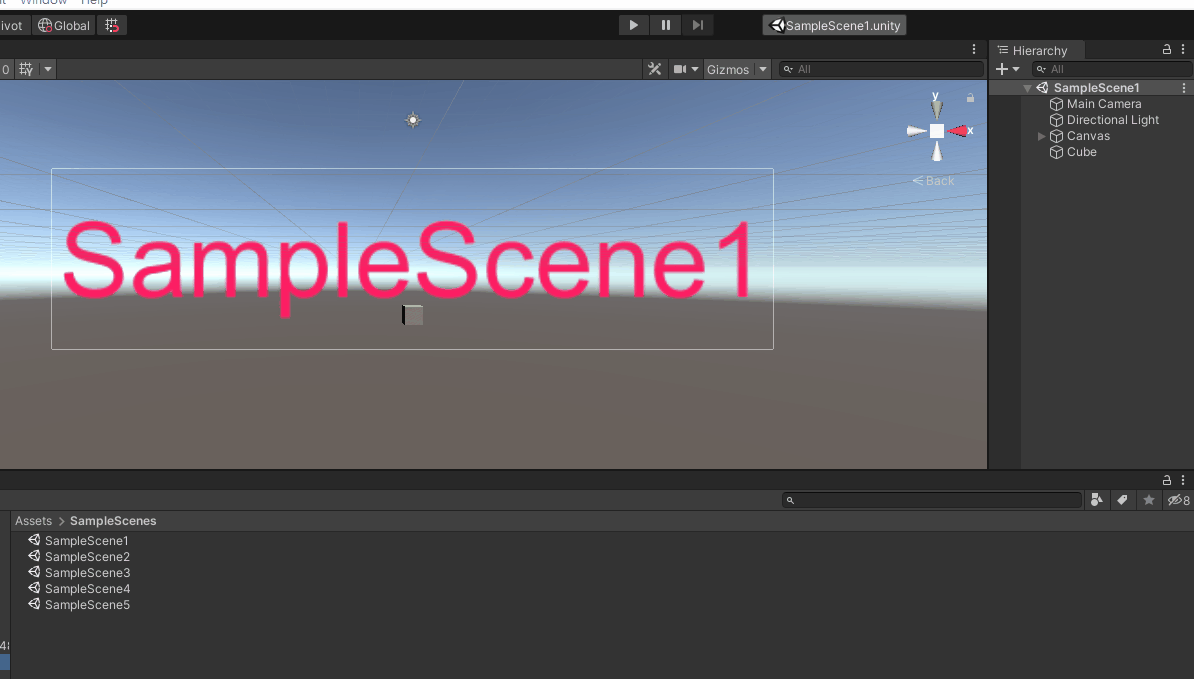 Window Help
ivot Global SampleScene1.unity
Hierarchy
0 Gizmos All All
SampleScene1
Main Camera
Directional Light
Canvas
Cube
y
x
Back
SampleScene1
8
Assets > SampleScenes
SampleScene1
SampleScene2
SampleScene3
SampleScene4
SampleScene5